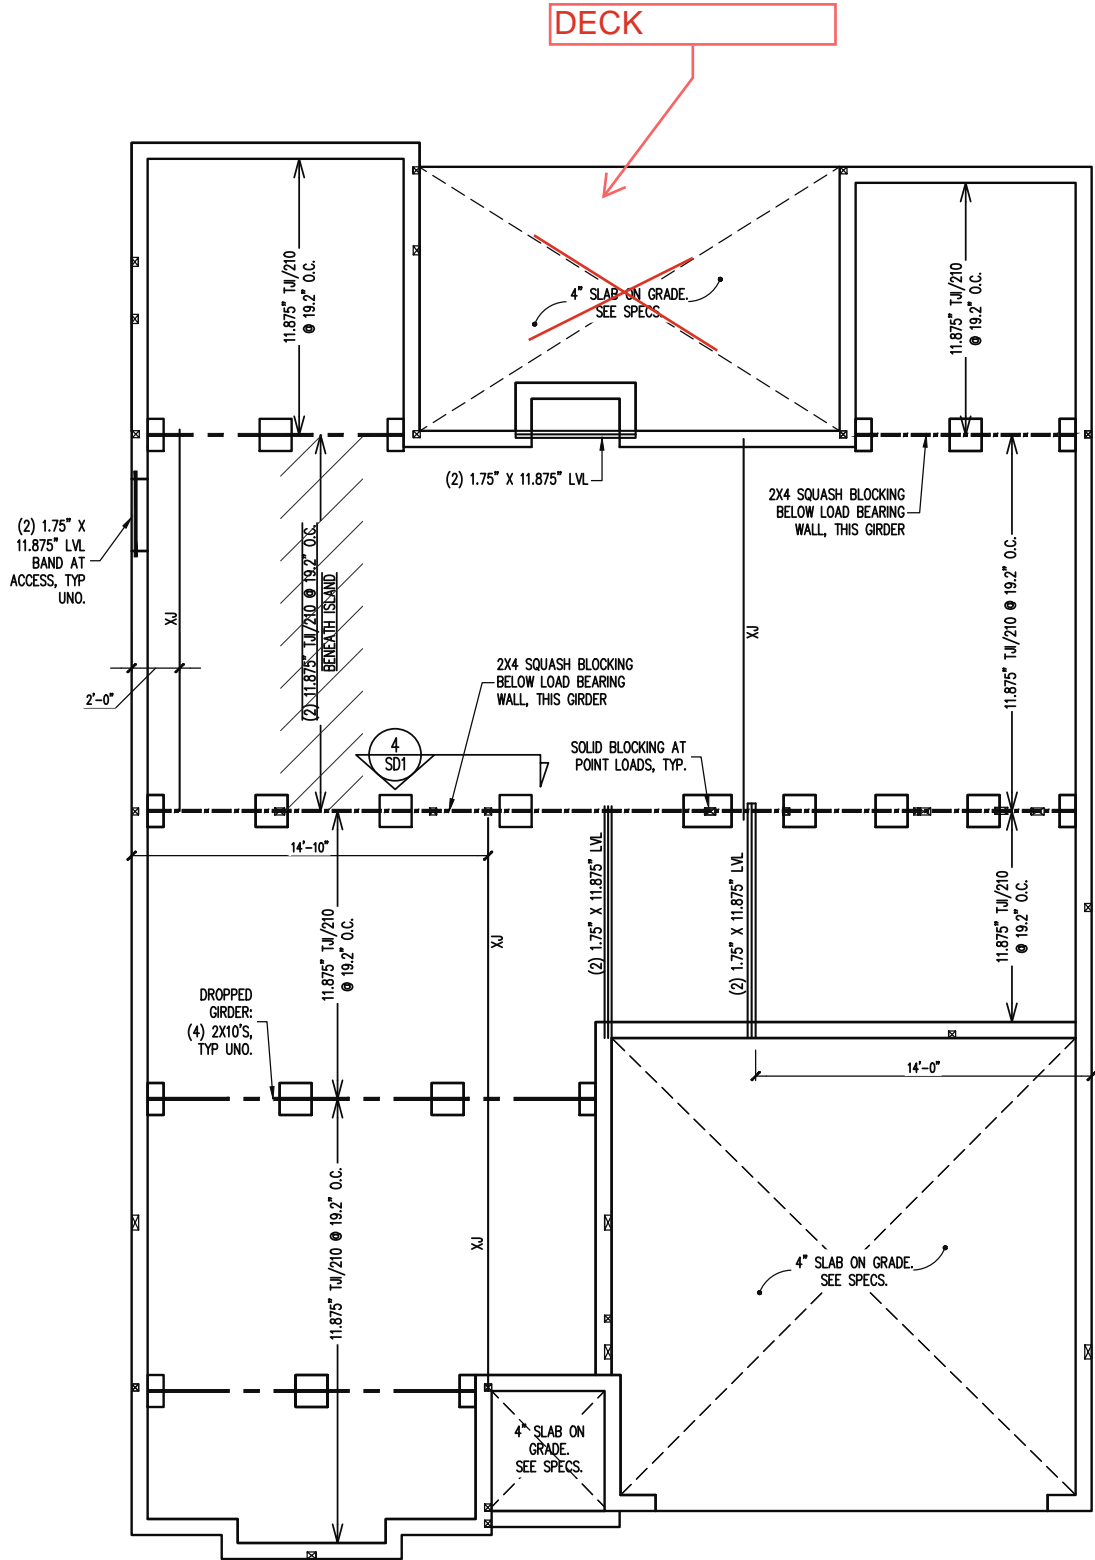 DECK
11.875" TJI/210
@ 19.2" O.C.
4" SLAB ON GRADE.
SEE SPECS.
11.875" TJI/210
@ 19.2" O.C.
(2) 1.75" X 11.875" LVL
2X4 SQUASH BLOCKING
BELOW LOAD BEARING
WALL, THIS GIRDER
(2) 1.75" X
11.875" LVL
BAND AT
ACCESS, TYP
UNO.
XJ
2'-0"
(2) 11.875" TJI/210 @ 19.2" O.C.
BENEATH ISLAND
XJ
11.875" TJI/210 @ 19.2" O.C.
2X4 SQUASH BLOCKING
BELOW LOAD BEARING
WALL, THIS GIRDER
4
SD1
SOLID BLOCKING AT
POINT LOADS, TYP.
14'-10"
11.875" TJI/210
@ 19.2" O.C.
XJ
(2) 1.75" X 11.875" LVL
(2) 1.75" X 11.875" LVL
11.875" TJI/210
@ 19.2" O.C.
DROPPED
GIRDER:
(4) 2X10'S,
TYP UNO.
14'-0"
11.875" TJI/210 @ 19.2" O.C.
XJ
4" SLAB ON GRADE.
SEE SPECS.
4" SLAB ON
GRADE.
SEE SPECS.